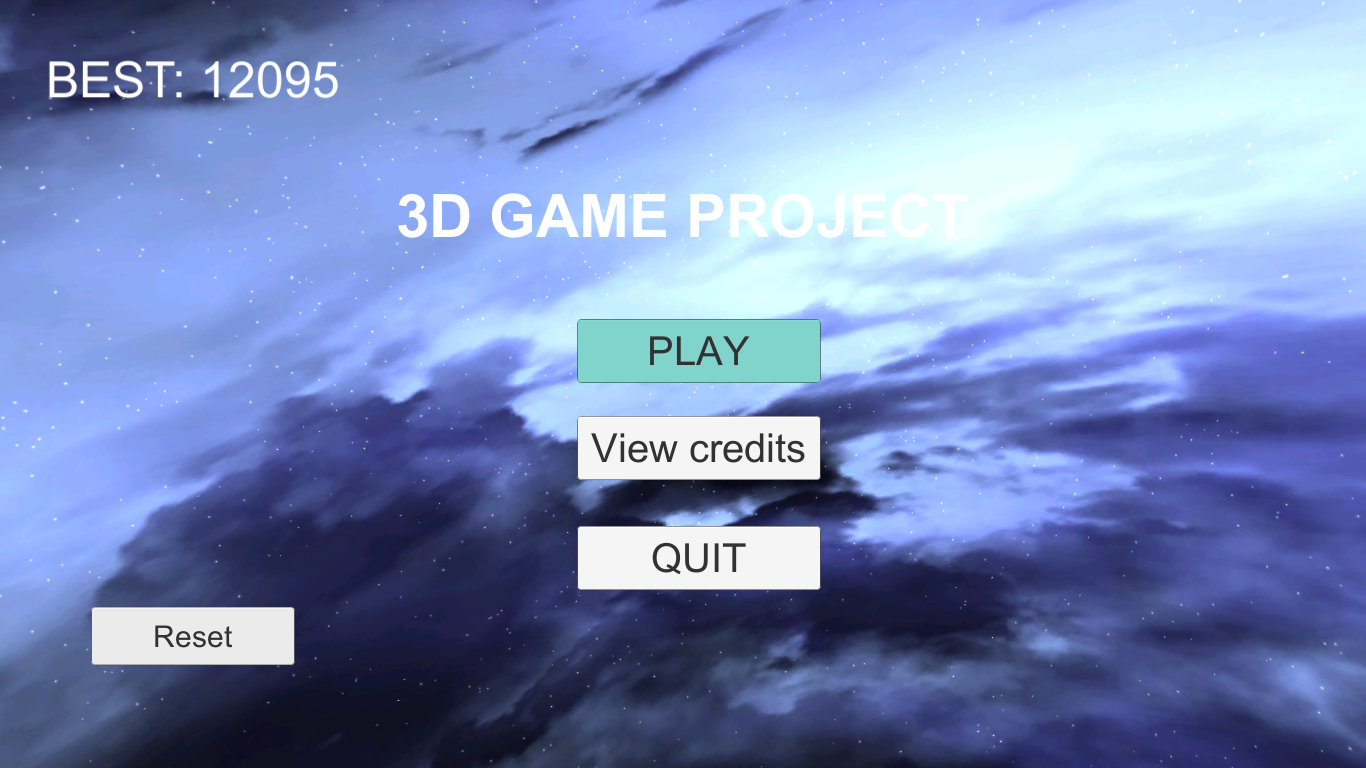 BEST: 12095
3D GAME PROJECT
PLAY
View credits
QUIT
Reset